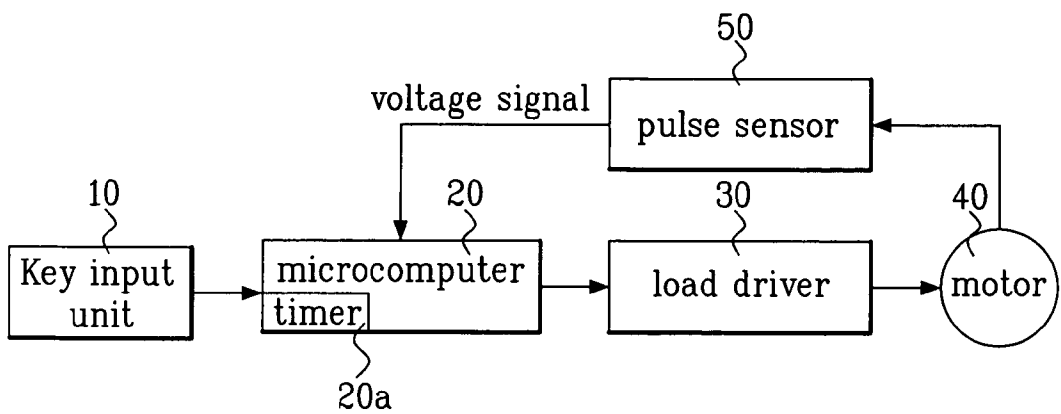 50
voltage signal
pulse sensor
10
20
30
40
Key input
unit
microcomputer
timer
load driver
motor
20a